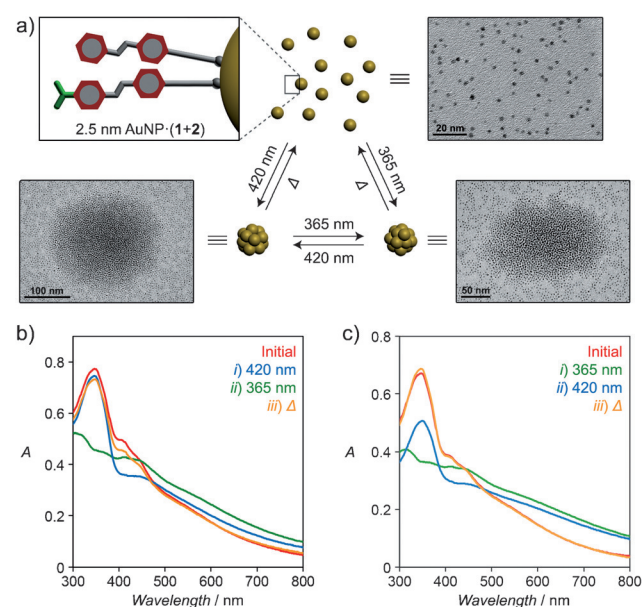 a)
2.5 nm AuNP·(1+2)
20 nm
420 nm
Δ
365 nm
Δ
100 nm
365 nm
420 nm
50 nm
b)
Initial
i) 420 nm
ii) 365 nm
iii) Δ
0.8
0.6
A 0.4
0.2
0
300 400 500 600 700 800
Wavelength / nm
c)
Initial
i) 365 nm
ii) 420 nm
iii) Δ
0.8
0.6
A 0.4
0.2
0
300 400 500 600 700 800
Wavelength / nm